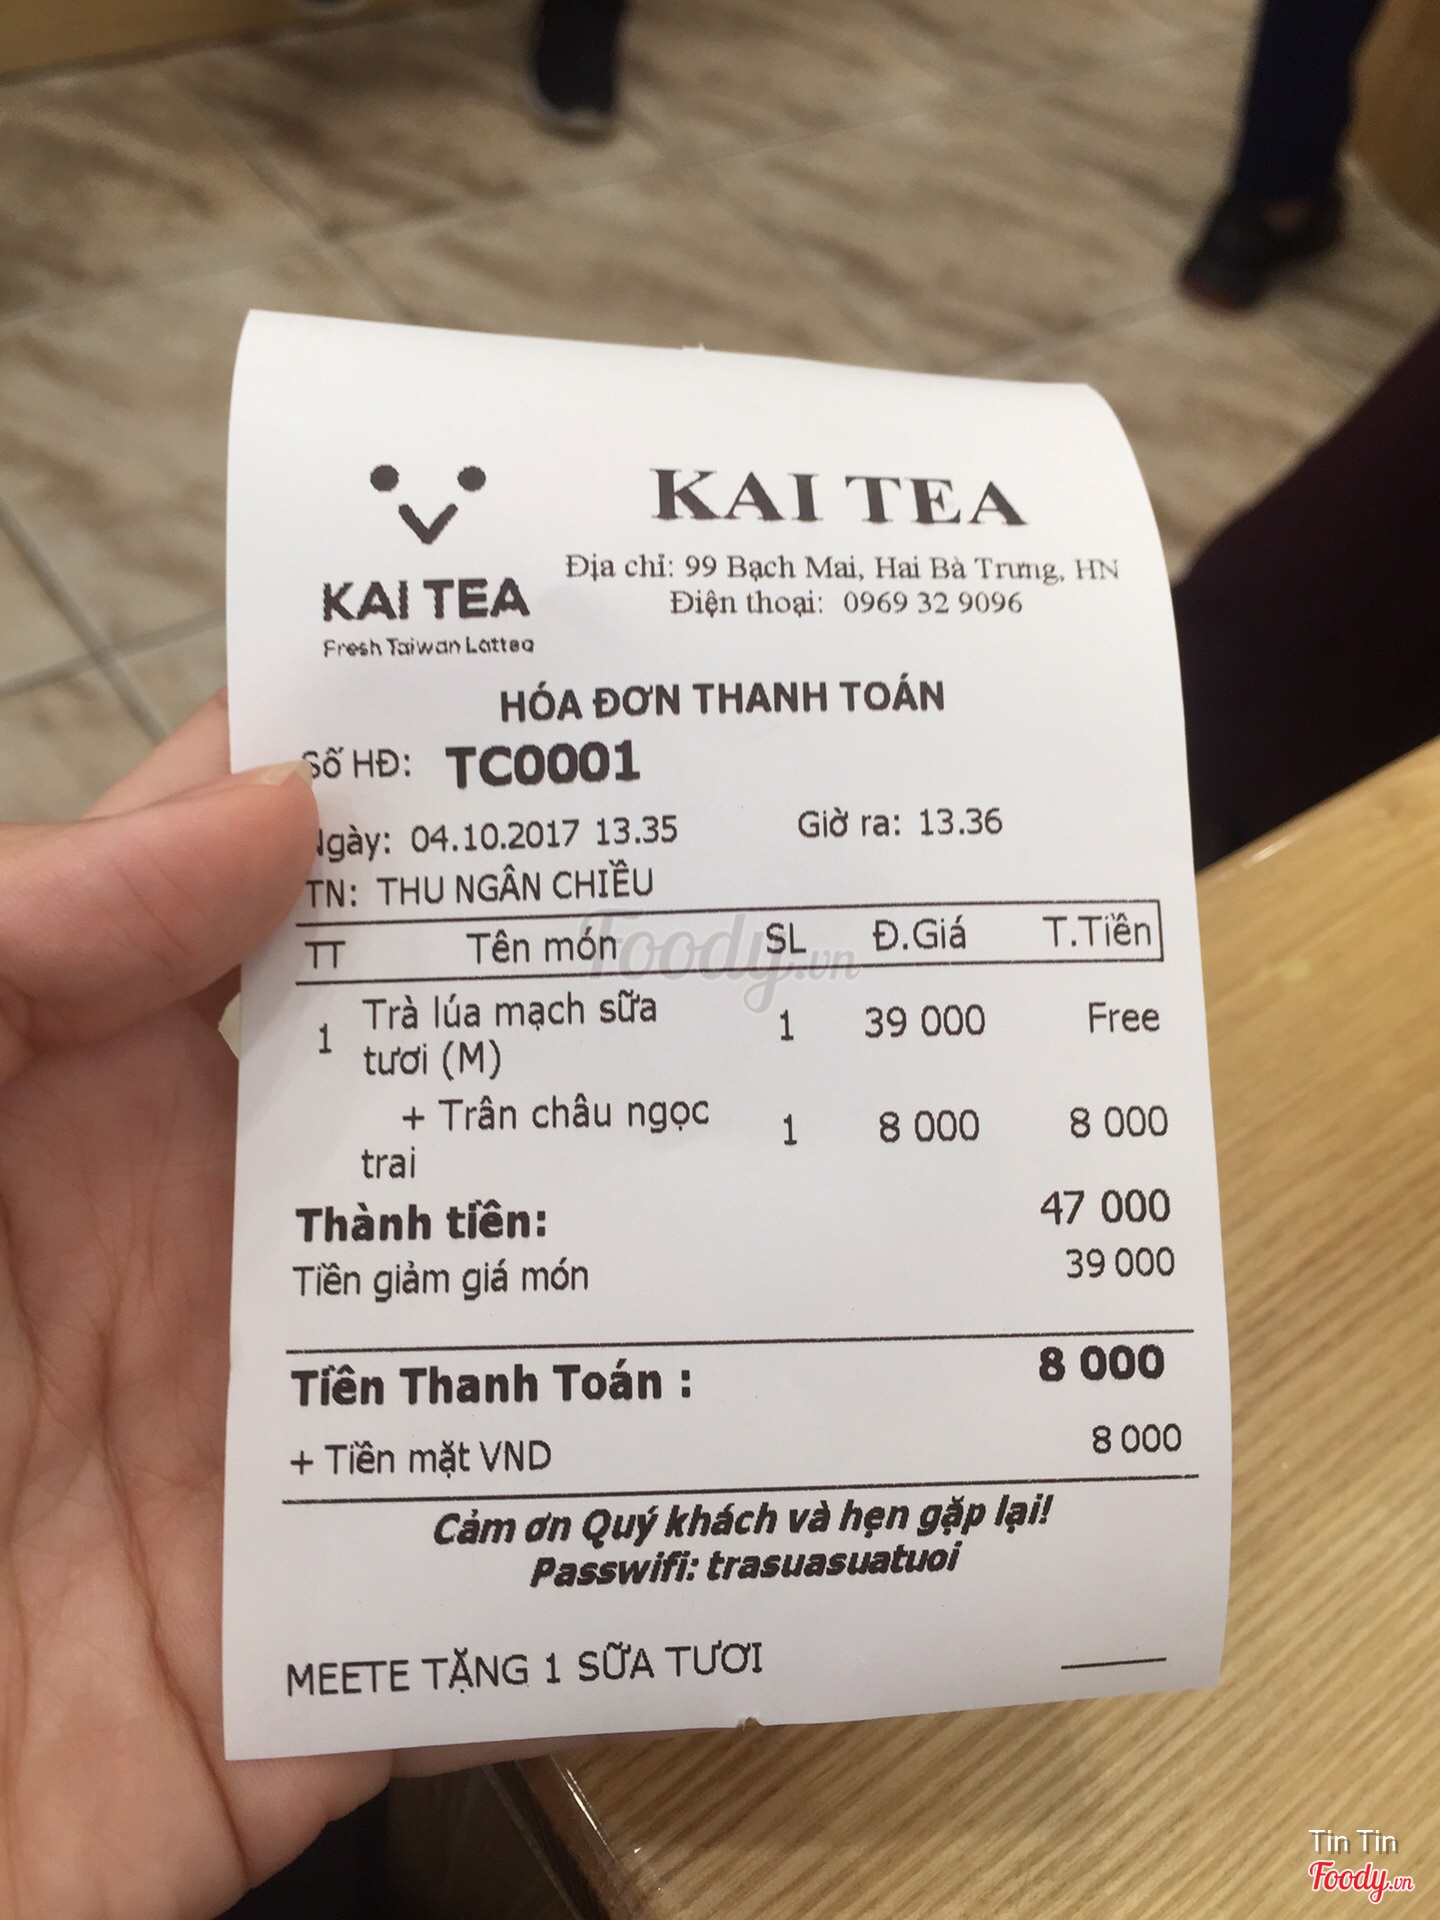 KAI TEA
Fresh Taiwan Lattea
KAI TEA
Địa chỉ: 99 Bạch Mai, Hai Bà Trưng, HN
Điện thoại: 0969 32 9096
HÓA ĐƠN THANH TOÁN
Số HĐ: TC0001
Ngày: 04.10.2017 13.35 Giờ ra: 13.36
TN: THU NGÂN CHIỀU
TT Tên món SL Đ.Giá T.Tiền
1 Trà lúa mạch sữa tươi (M) 1 39 000 Free
+ Trân châu ngọc trai 1 8 000 8 000
Thành tiền: 47 000
Tiền giảm giá món 39 000
Tiền Thanh Toán : 8 000
+ Tiền mặt VND 8 000
Cảm ơn Quý khách và hẹn gặp lại!
Passwifi: trasuasuatuoi
MEETE TẶNG 1 SỮA TƯƠI
Foody.vn
Tin Tin
Foody.vn